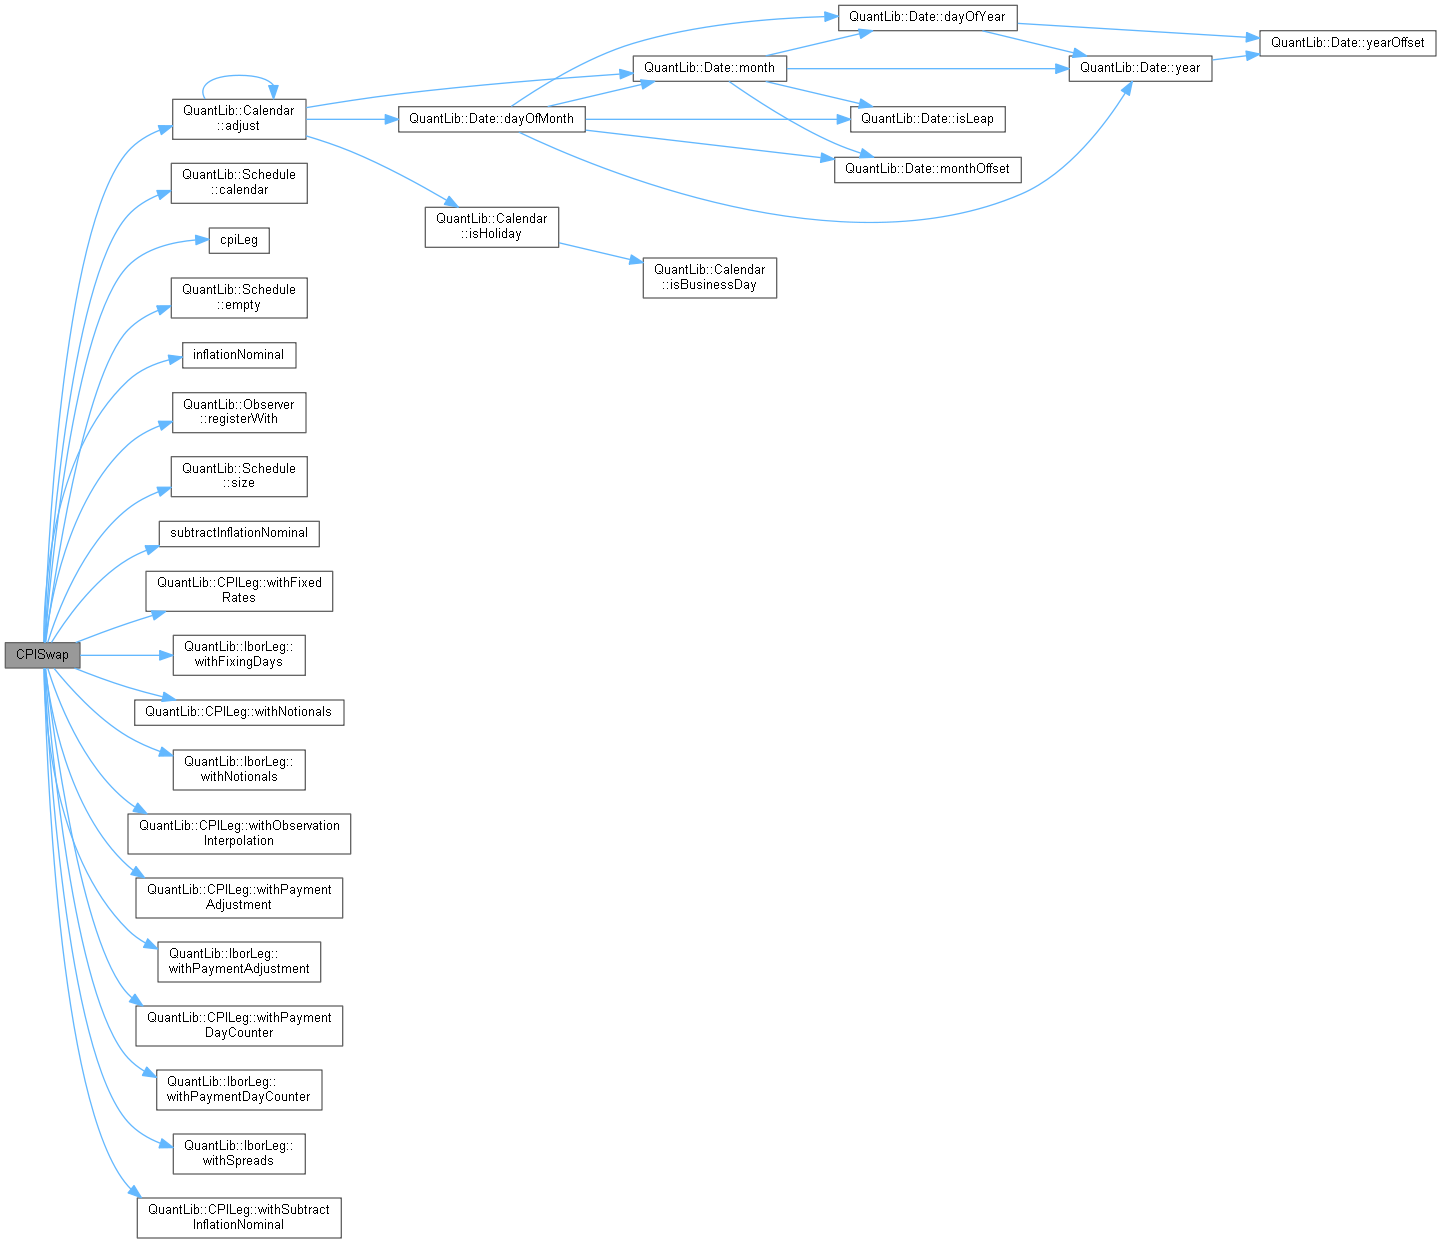 CPISwap
QuantLib::Calendar
::adjust
QuantLib::Schedule
::calendar
cpiLeg
QuantLib::Schedule
::empty
inflationNominal
QuantLib::Observer
::registerWith
QuantLib::Schedule
::size
subtractInflationNominal
QuantLib::CPILeg::withFixed
Rates
QuantLib::IborLeg::
withFixingDays
QuantLib::CPILeg::withNotionals
QuantLib::IborLeg::
withNotionals
QuantLib::CPILeg::withObservation
Interpolation
QuantLib::CPILeg::withPayment
Adjustment
QuantLib::IborLeg::
withPaymentAdjustment
QuantLib::CPILeg::withPayment
DayCounter
QuantLib::IborLeg::
withPaymentDayCounter
QuantLib::IborLeg::
withSpreads
QuantLib::CPILeg::withSubtract
InflationNominal
QuantLib::Date::dayOfMonth
QuantLib::Calendar
::isHoliday
QuantLib::Date::month
QuantLib::Calendar
::isBusinessDay
QuantLib::Date::dayOfYear
QuantLib::Date::isLeap
QuantLib::Date::monthOffset
QuantLib::Date::year
QuantLib::Date::yearOffset